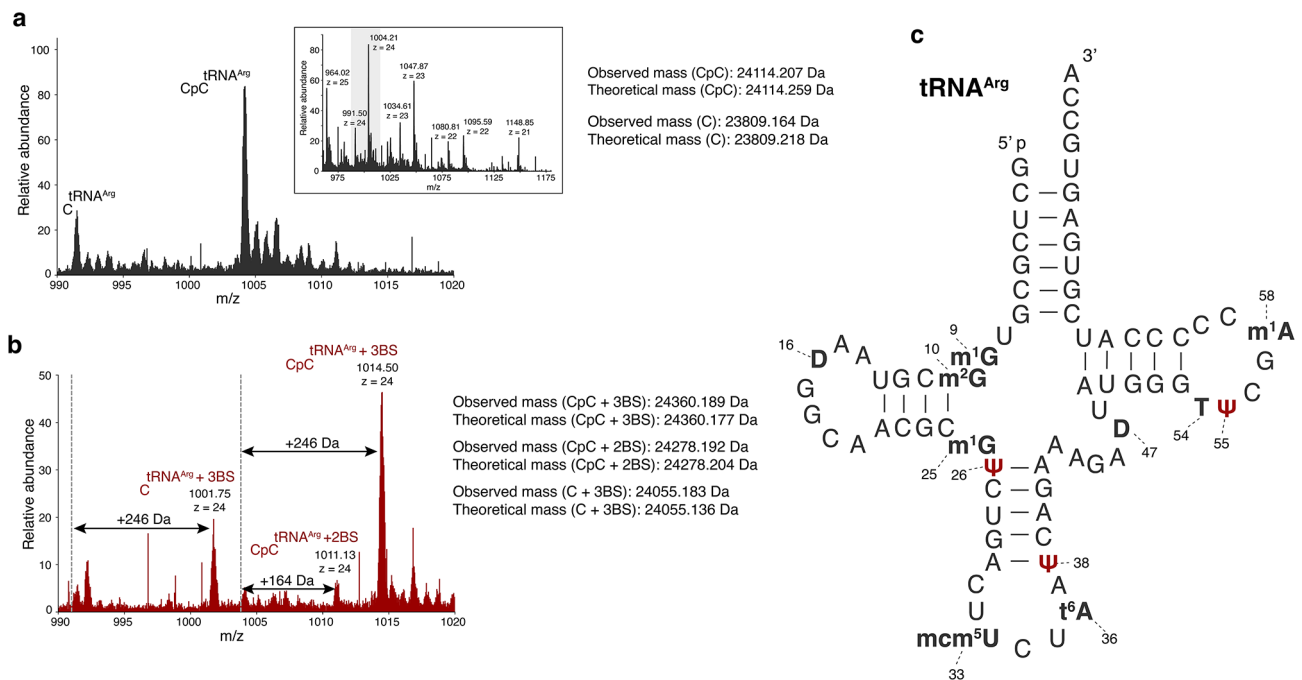 a
Relative abundance
100
80
60
40
20
0
990
995
1000
1005
1010
1015
1020
m/z
CpC tRNAArg
C tRNAArg
Relative abundance
80
60
40
20
0
975
1025
1075
1125
1175
m/z
964.02
z = 25
991.50
z = 24
1004.21
z = 24
1034.61
z = 23
1047.87
z = 23
1080.81
z = 22
1095.59
z = 22
1148.85
z = 21
Observed mass (CpC): 24114.207 Da
Theoretical mass (CpC): 24114.259 Da
Observed mass (C): 23809.164 Da
Theoretical mass (C): 23809.218 Da
b
Relative abundance
50
40
30
20
10
0
990
995
1000
1005
1010
1015
1020
m/z
CpC tRNAArg + 3BS
1014.50
z = 24
+246 Da
C tRNAArg + 3BS
1001.75
z = 24
+246 Da
CpC tRNAArg +2BS
1011.13
z = 24
+164 Da
Observed mass (CpC + 3BS): 24360.189 Da
Theoretical mass (CpC + 3BS): 24360.177 Da
Observed mass (CpC + 2BS): 24278.192 Da
Theoretical mass (CpC + 2BS): 24278.204 Da
Observed mass (C + 3BS): 24055.183 Da
Theoretical mass (C + 3BS): 24055.136 Da
c
tRNAArg
3’
A
C
C
G
U
G
A
G
U
G
C
5’ p
G
C
U
C
G
C
G
U
9
m1G
10
m2G
C
G
U
A
A
D
16
G
G
C
A
A
C
G
C
C
m1G
25
Ψ
26
C
U
G
A
C
U
mcm5U
33
C
U
t6A
36
A
Ψ
38
C
A
G
A
A
A
G
A
D
47
U
A
U
G
G
G
T
54
Ψ
55
C
G
m1A
58
C
C
C
C
C
C
A
U